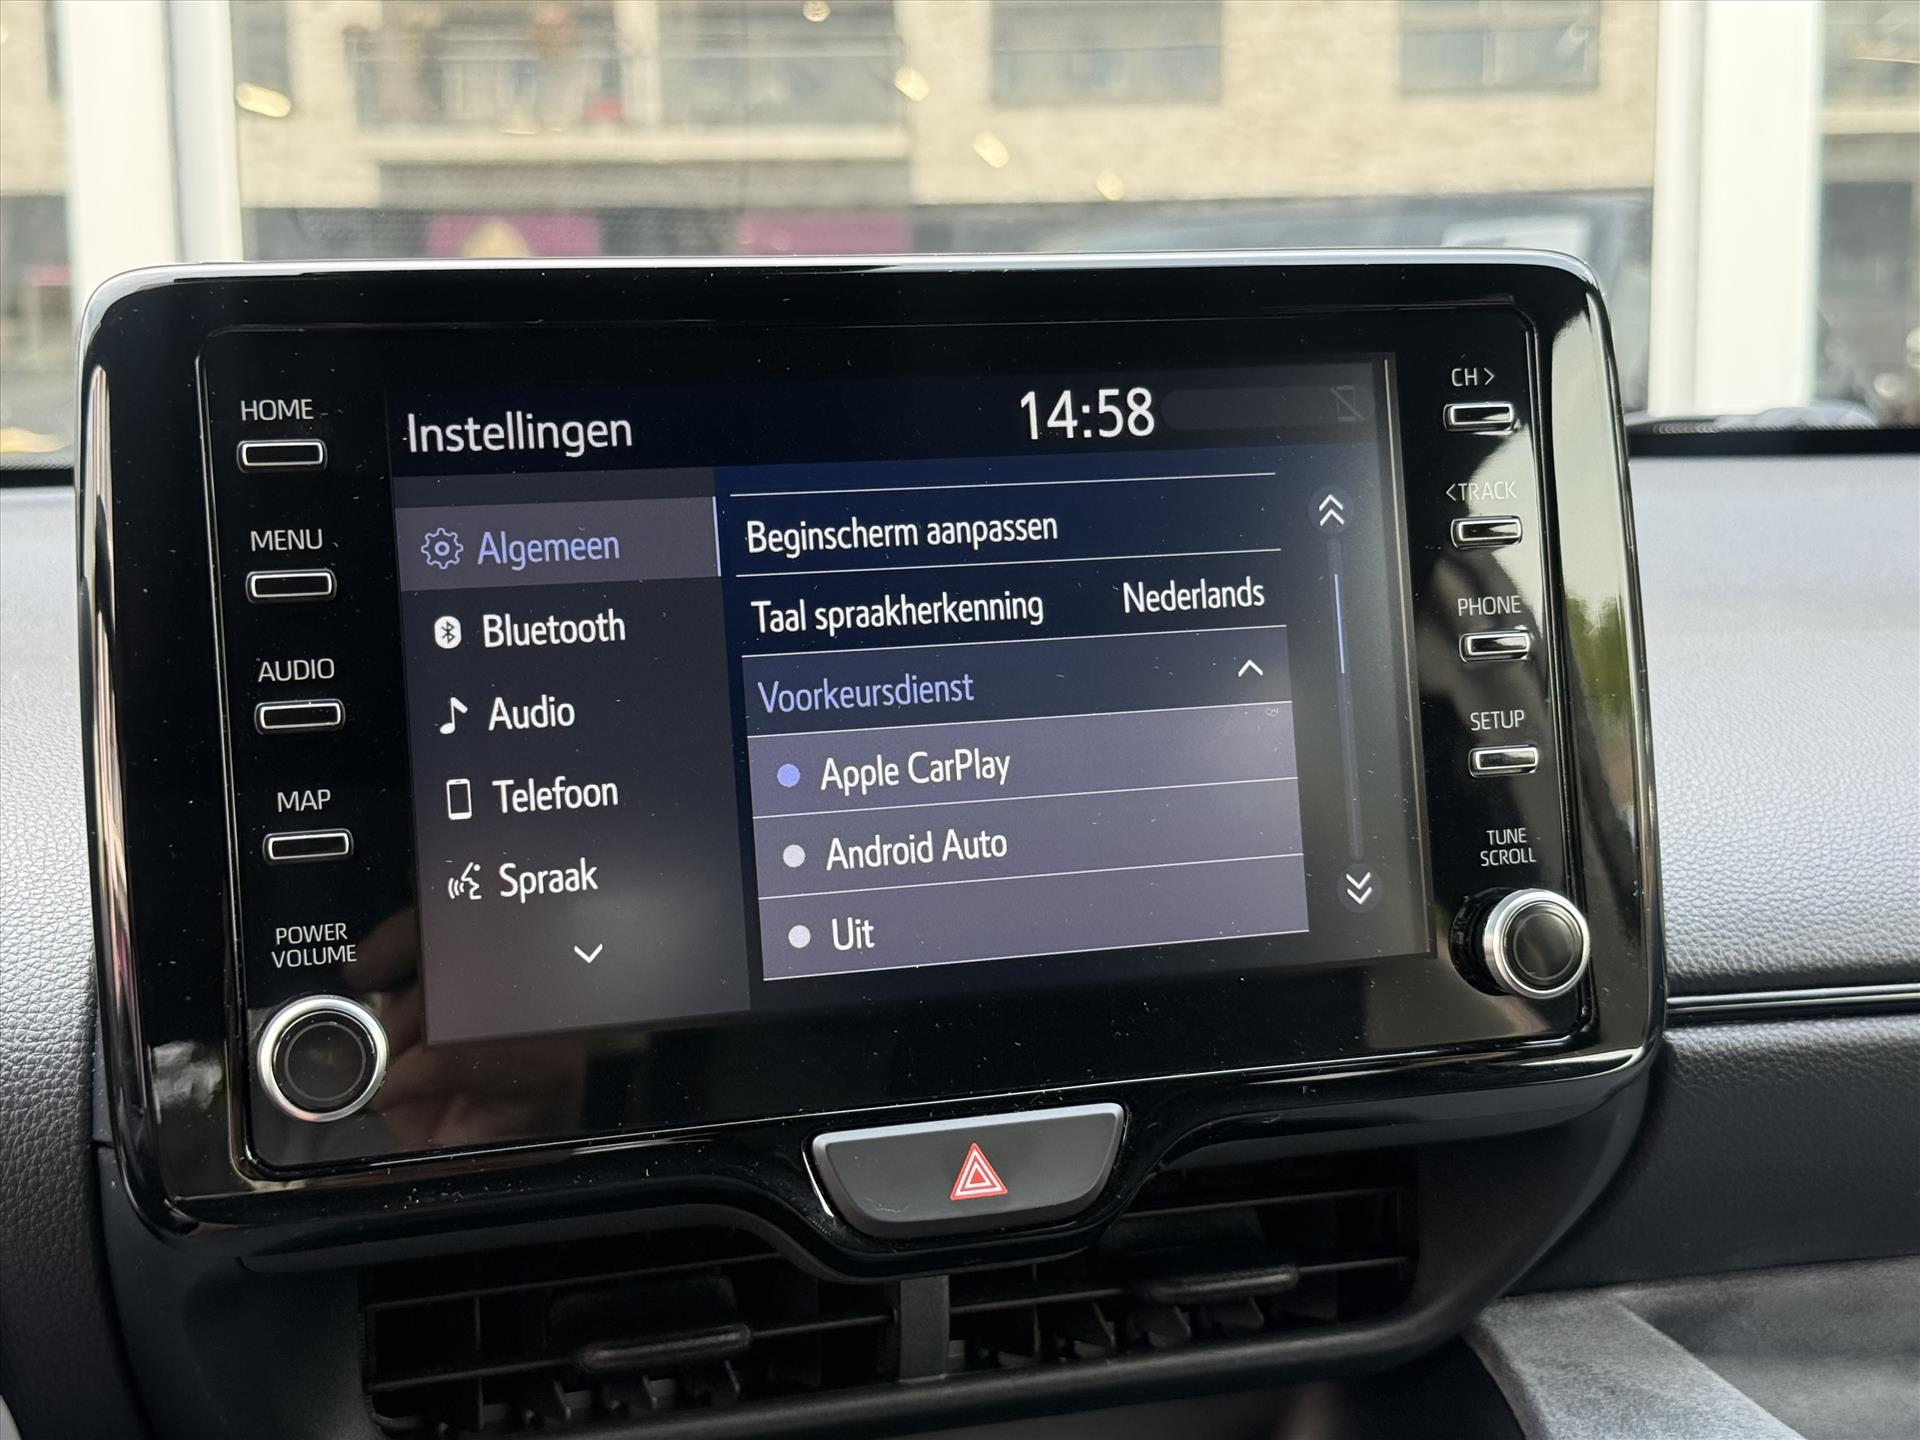 HOME
MENU
AUDIO
MAP
POWER
VOLUME
Instellingen
14:58
Algemeen
Bluetooth
Audio
Telefoon
Spraak
Beginscherm aanpassen
Taal spraakherkenning Nederlands
Voorkeursdienst
Apple CarPlay
Android Auto
Uit
CH >
< TRACK
PHONE
SETUP
TUNE
SCROLL